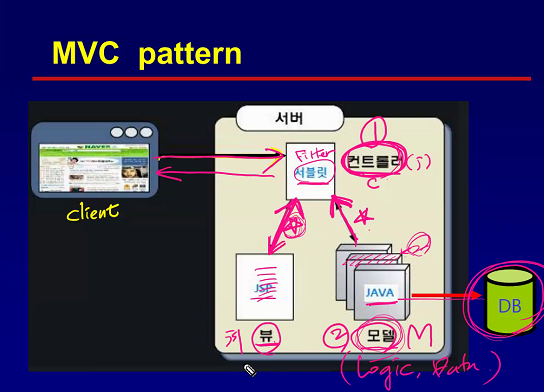 MVC pattern
서버
①
Filter
서블릿
컨트롤러
(j)
C
NAVER
client
JSP
JAVA
DB
뷰
② 모델 M
(Logic, Data)